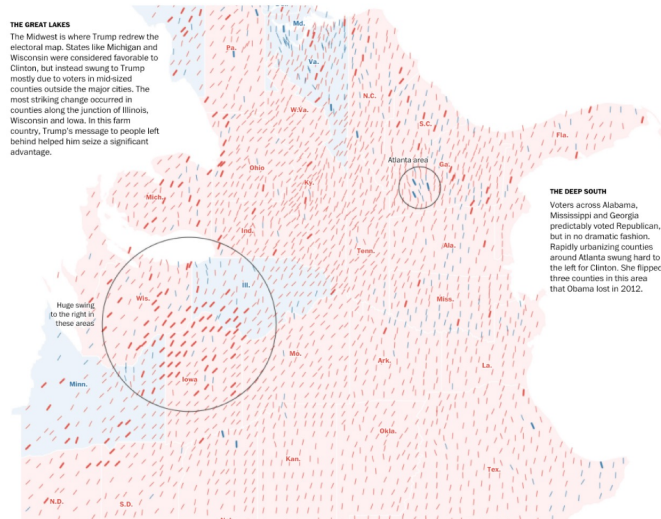 THE GREAT LAKES
The Midwest is where Trump redrew the
electoral map. States like Michigan and
Wisconsin were considered favorable to
Clinton, but instead swung to Trump
mostly due to voters in mid-sized
counties outside the major cities. The
most striking change occurred in
counties along the junction of Illinois,
Wisconsin and Iowa. In this farm
country, Trump's message to people left
behind helped him seize a significant
advantage.
Md.
Pa.
Va.
N.C.
W.Va.
S.C.
Fla.
Atlanta area
Ga.
Ohio
Ky.
Mich.
THE DEEP SOUTH
Voters across Alabama,
Mississippi and Georgia
predictably voted Republican,
but in no dramatic fashion.
Rapidly urbanizing counties
around Atlanta swung hard to
the left for Clinton. She flipped
three counties in this area
that Obama lost in 2012.
Ind.
Tenn.
Ala.
Ill.
Wis.
Miss.
Huge swing
to the right in
these areas
Mo.
Ark.
La.
Iowa
Minn.
Okla.
Kan.
Tex.
N.D.
S.D.